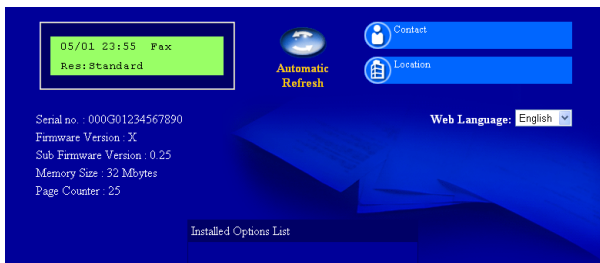 05/01 23:55 Fax
Res:Standard
Automatic
Refresh
Contact
Location
Serial no. : 000G01234567890
Firmware Version : X
Sub Firmware Version : 0.25
Memory Size : 32 Mbytes
Page Counter : 25
Web Language: English
Installed Options List